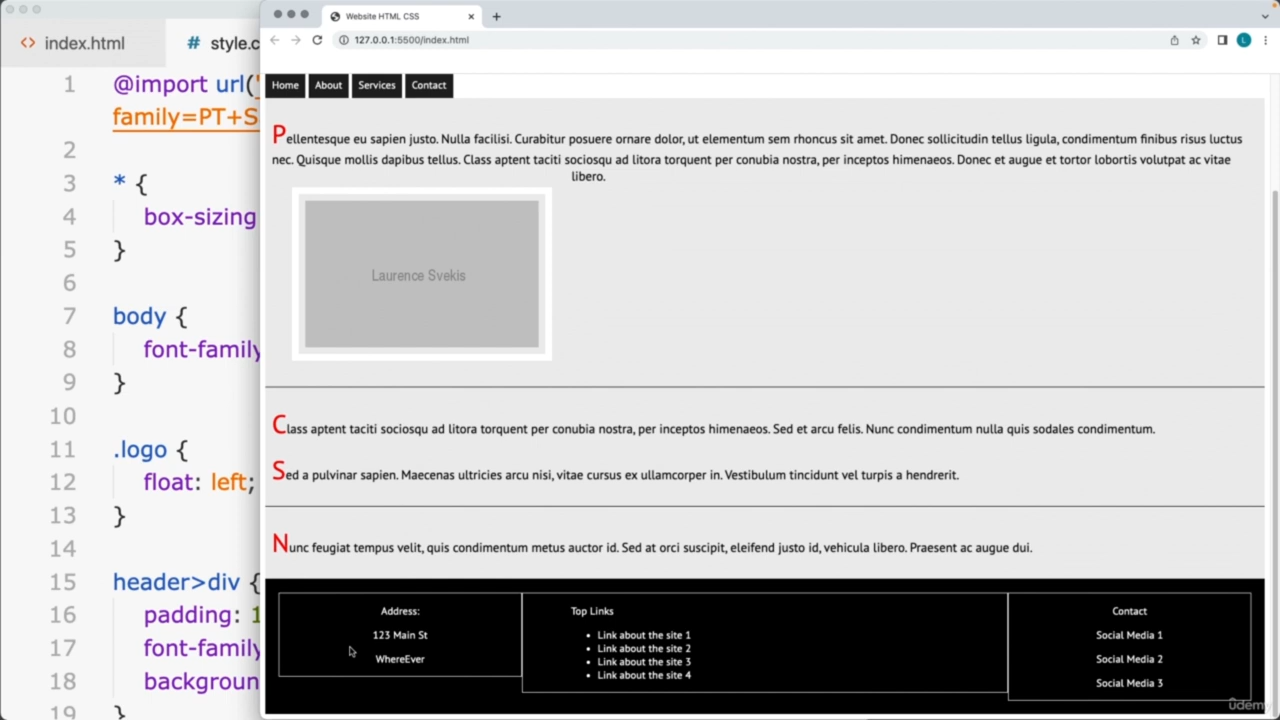 index.html
# style.c
1 @import url('
family=PT+S
2
3 * {
4 box-sizing
5 }
6
7 body {
8 font-family
9 }
10
11 .logo {
12 float: left;
13 }
14
15 header>div {
16 padding: 1
17 font-family
18 backgroun
19 }
Website HTML CSS
127.0.0.1:5500/index.html
L
Home About Services Contact
Pellentesque eu sapien justo. Nulla facilisi. Curabitur posuere ornare dolor, ut elementum sem rhoncus sit amet. Donec sollicitudin tellus ligula, condimentum finibus risus luctus
nec. Quisque mollis dapibus tellus. Class aptent taciti sociosqu ad litora torquent per conubia nostra, per inceptos himenaeos. Donec et augue et tortor lobortis volutpat ac vitae
libero.
Laurence Svekis
Class aptent taciti sociosqu ad litora torquent per conubia nostra, per inceptos himenaeos. Sed et arcu felis. Nunc condimentum nulla quis sodales condimentum.
Sed a pulvinar sapien. Maecenas ultricies arcu nisi, vitae cursus ex ullamcorper in. Vestibulum tincidunt vel turpis a hendrerit.
Nunc feugiat tempus velit, quis condimentum metus auctor id. Sed at orci suscipit, eleifend justo id, vehicula libero. Praesent ac augue dui.
Address:
123 Main St
WhereEver
Top Links
• Link about the site 1
• Link about the site 2
• Link about the site 3
• Link about the site 4
Contact
Social Media 1
Social Media 2
Social Media 3
ûdemy